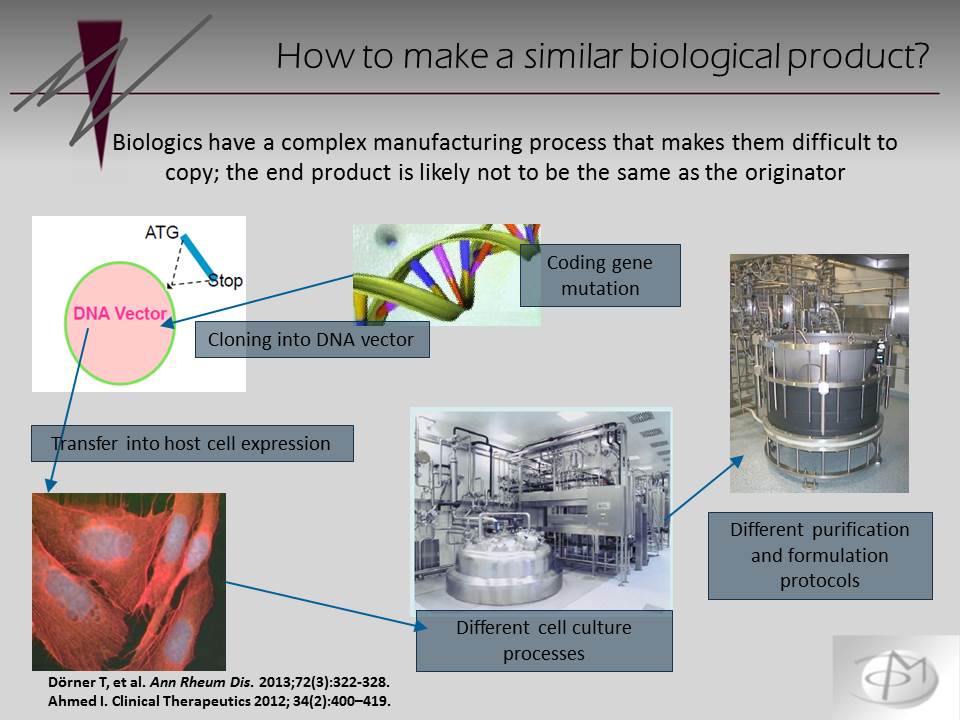 How to make a similar biological product?
Biologics have a complex manufacturing process that makes them difficult to
copy; the end product is likely not to be the same as the originator
ATG
Stop
DNA Vector
Coding gene
mutation
Cloning into DNA vector
Transfer into host cell expression
Different purification
and formulation
protocols
Different cell culture
processes
Dörner T, et al. Ann Rheum Dis. 2013;72(3):322-328.
Ahmed I. Clinical Therapeutics 2012; 34(2):400–419.